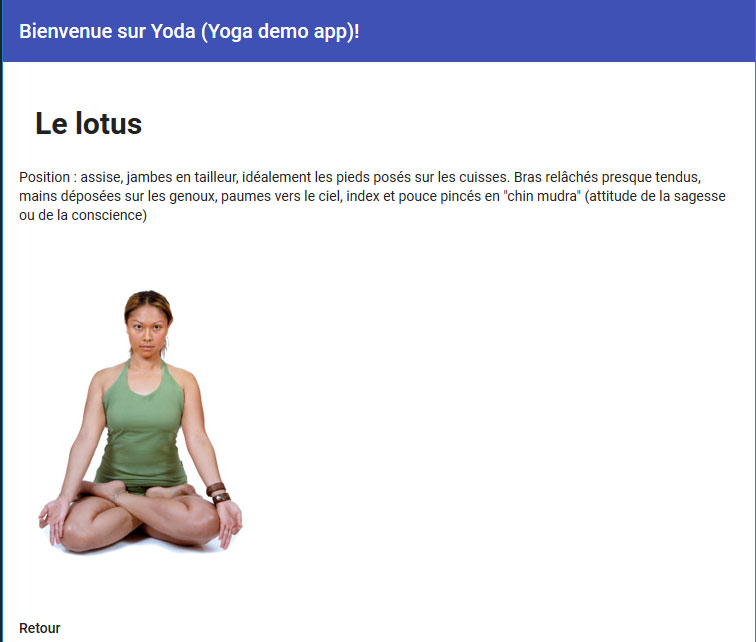 Bienvenue sur Yoda (Yoga demo app)!
Le lotus
Position : assise, jambes en tailleur, idéalement les pieds posés sur les cuisses. Bras relâchés presque tendus,
mains déposées sur les genoux, paumes vers le ciel, index et pouce pincés en "chin mudra" (attitude de la sagesse
ou de la conscience)
Retour